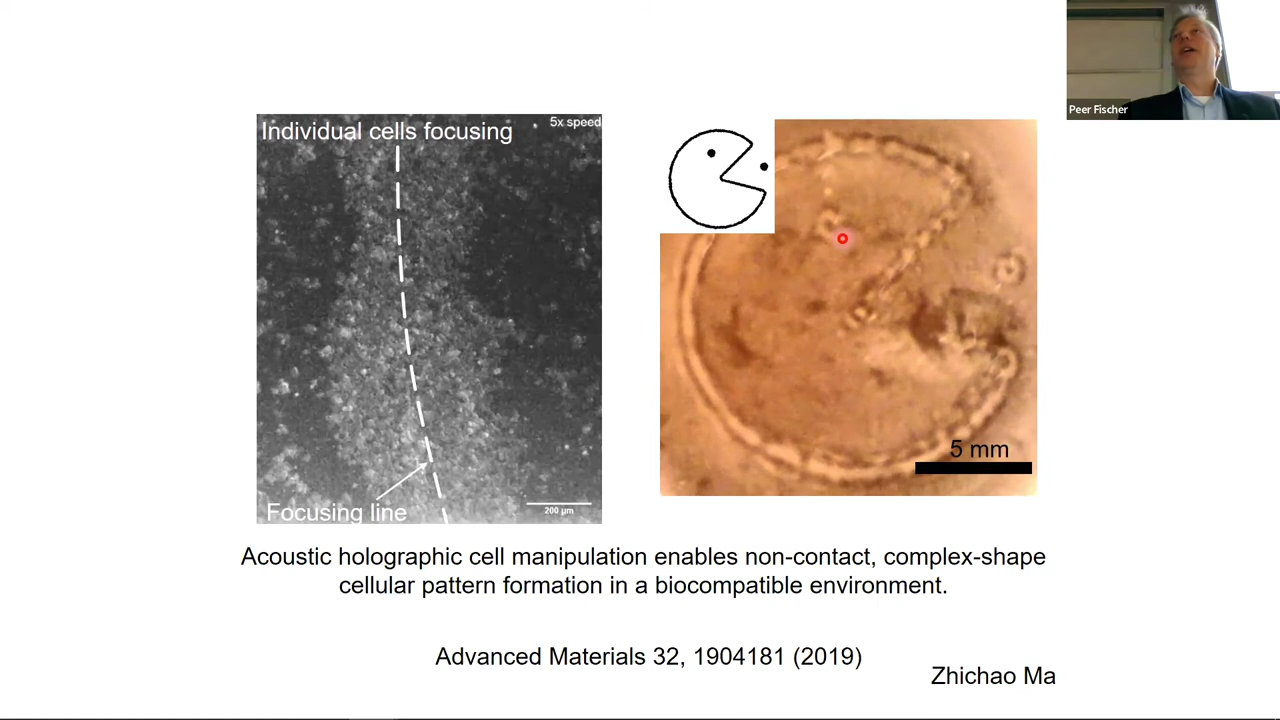 Peer Fischer
Individual cells focusing
5x speed
Focusing line
200 μm
5 mm
Acoustic holographic cell manipulation enables non-contact, complex-shape
cellular pattern formation in a biocompatible environment.
Advanced Materials 32, 1904181 (2019)
Zhichao Ma